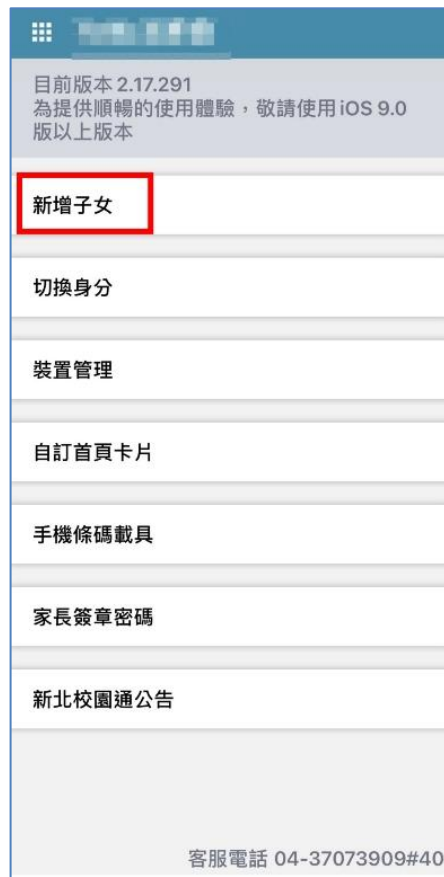 目前版本 2.17.291
為提供順暢的使用體驗，敬請使用 iOS 9.0
版以上版本
新增子女
切換身分
裝置管理
自訂首頁卡片
手機條碼載具
家長簽章密碼
新北校園通公告
客服電話 04-37073909#40